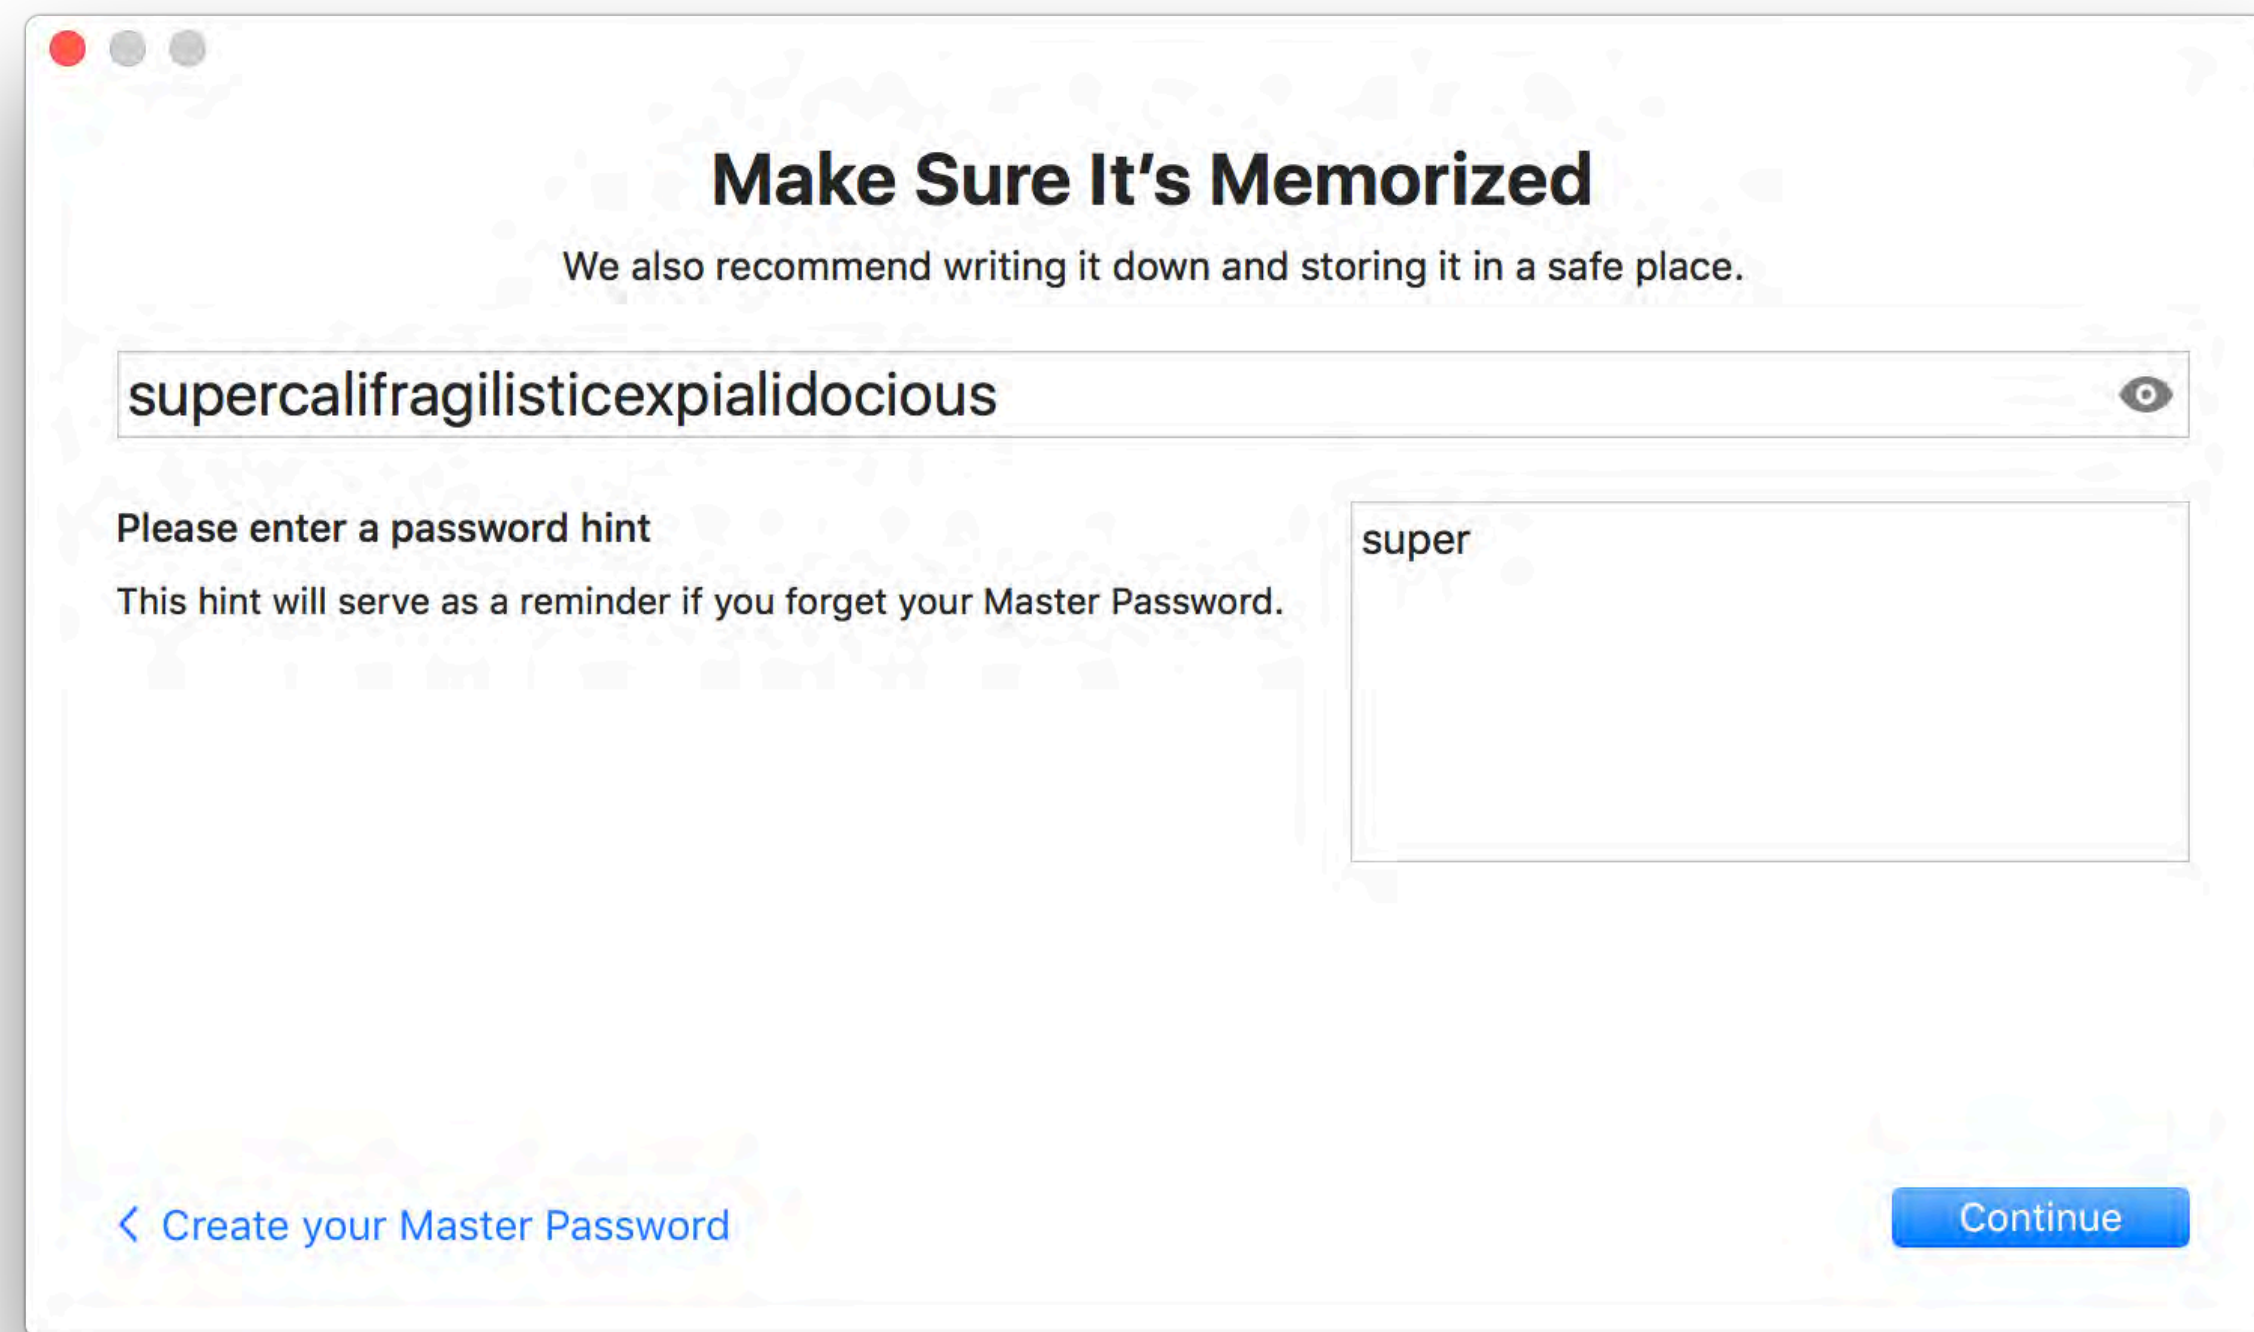 Make Sure It's Memorized
We also recommend writing it down and storing it in a safe place.
supercalifragilisticexpialidocious
Please enter a password hint
This hint will serve as a reminder if you forget your Master Password.
super
< Create your Master Password
Continue